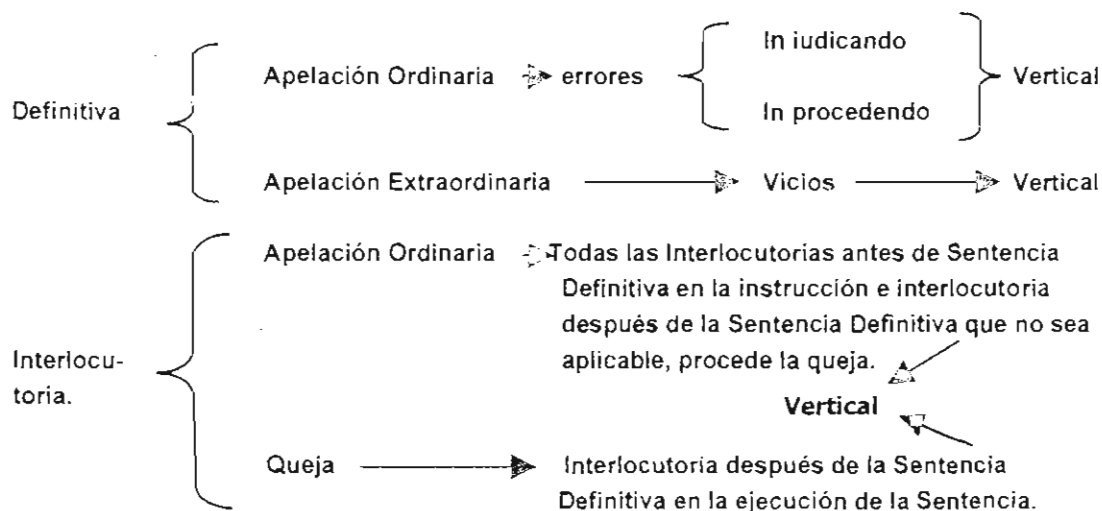 In iudicando
Apelación Ordinaria errores Vertical
Definitiva
In procedendo
Apelación Extraordinaria Vicios Vertical
Apelación Ordinaria Todas las Interlocutorias antes de Sentencia
Definitiva en la instrucción e interlocutoria
después de la Sentencia Definitiva que no sea
Interlocu-
toria.
aplicable, procede la queja.
Vertical
Queja Interlocutoria después de la Sentencia
Definitiva en la ejecución de la Sentencia.